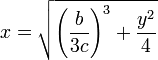 $x = \sqrt{\left(\frac{b}{3c}\right)^3 + \frac{y^2}{4}}$